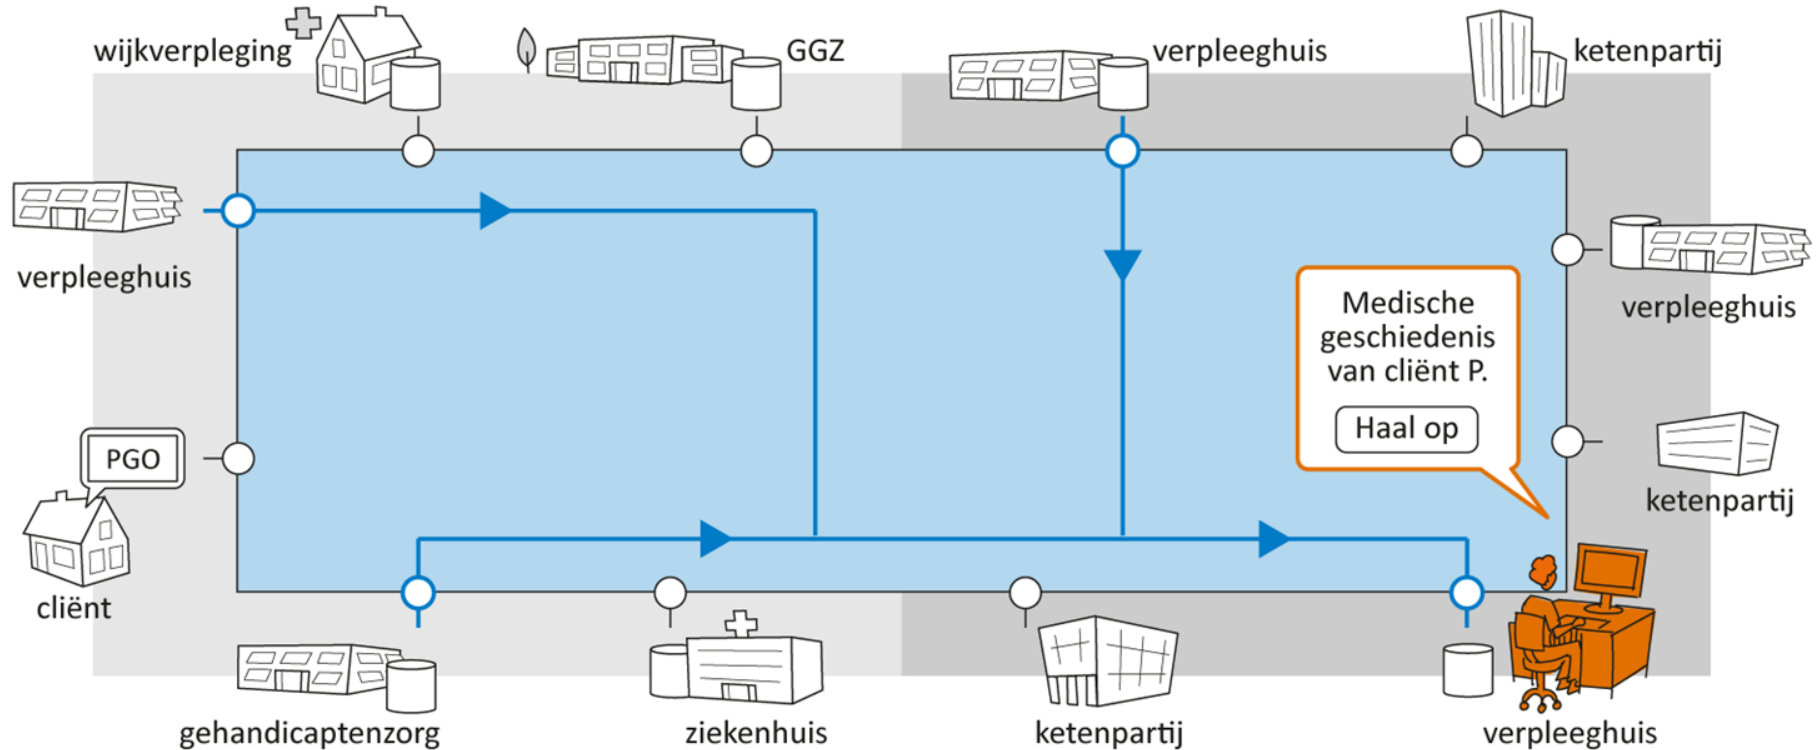 wijkverpleging
GGZ
verpleeghuis
ketenpartij
verpleeghuis
verpleeghuis
Medische
geschiedenis
van cliënt P.
Haal op
PGO
cliënt
ketenpartij
gehandicaptenzorg
ziekenhuis
ketenpartij
verpleeghuis